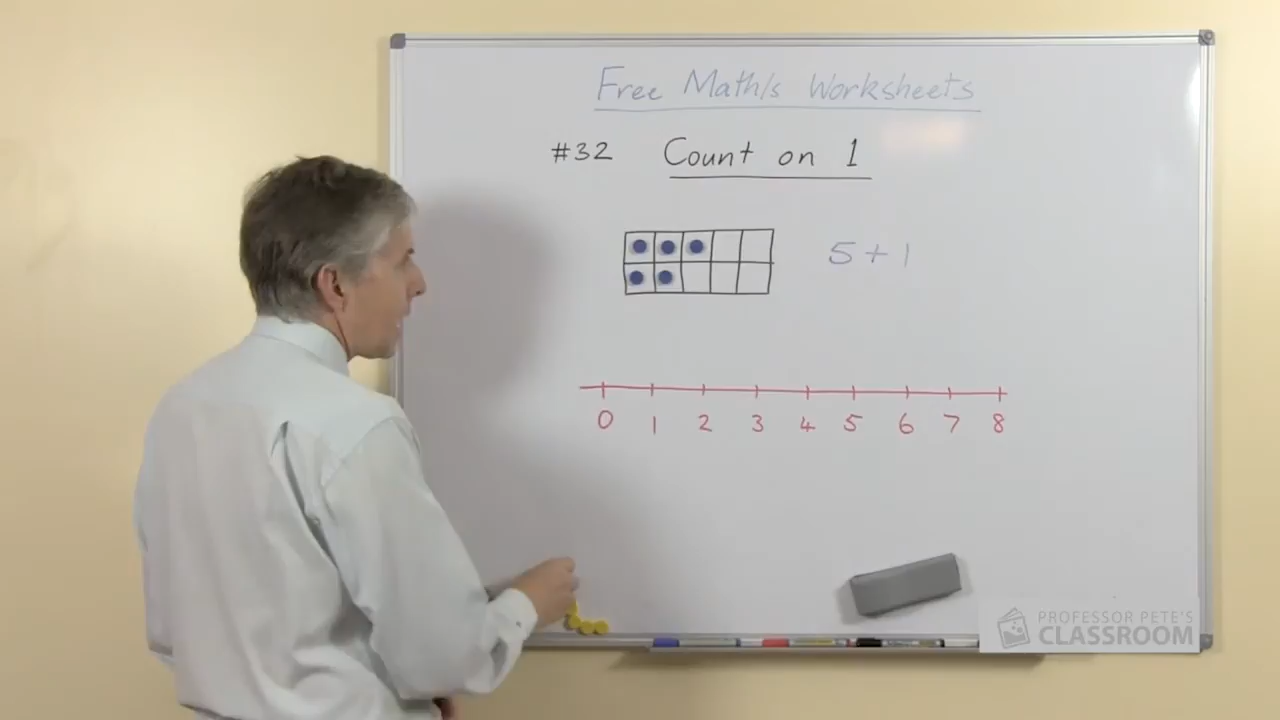 Free Math/s Worksheets
#32 Count on 1
5 + 1
0 1 2 3 4 5 6 7 8
PROFESSOR PETE'S
CLASSROOM